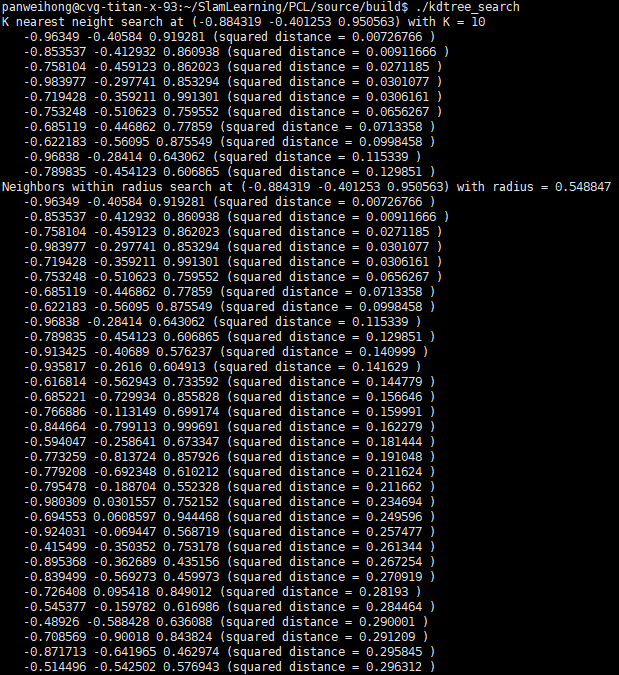 panweihong@cvg-titan-x-93:~/SlamLearning/PCL/source/build$ ./kdtree_search
K nearest neight search at (-0.884319 -0.401253 0.950563) with K = 10
-0.96349 -0.40584 0.919281 (squared distance = 0.00726766 )
-0.853537 -0.412932 0.860938 (squared distance = 0.00911666 )
-0.758104 -0.459123 0.862023 (squared distance = 0.0271185 )
-0.983977 -0.297741 0.853294 (squared distance = 0.0301077 )
-0.719428 -0.359211 0.991301 (squared distance = 0.0306161 )
-0.753248 -0.510623 0.759552 (squared distance = 0.0656267 )
-0.685119 -0.446862 0.77859 (squared distance = 0.0713358 )
-0.622183 -0.56095 0.875549 (squared distance = 0.0998458 )
-0.96838 -0.28414 0.643062 (squared distance = 0.115339 )
-0.789835 -0.454123 0.606865 (squared distance = 0.129851 )
Neighbors within radius search at (-0.884319 -0.401253 0.950563) with radius = 0.548847
-0.96349 -0.40584 0.919281 (squared distance = 0.00726766 )
-0.853537 -0.412932 0.860938 (squared distance = 0.00911666 )
-0.758104 -0.459123 0.862023 (squared distance = 0.0271185 )
-0.983977 -0.297741 0.853294 (squared distance = 0.0301077 )
-0.719428 -0.359211 0.991301 (squared distance = 0.0306161 )
-0.753248 -0.510623 0.759552 (squared distance = 0.0656267 )
-0.685119 -0.446862 0.77859 (squared distance = 0.0713358 )
-0.622183 -0.56095 0.875549 (squared distance = 0.0998458 )
-0.96838 -0.28414 0.643062 (squared distance = 0.115339 )
-0.789835 -0.454123 0.606865 (squared distance = 0.129851 )
-0.913425 -0.40689 0.576237 (squared distance = 0.140999 )
-0.935817 -0.2616 0.604913 (squared distance = 0.141629 )
-0.616814 -0.562943 0.733592 (squared distance = 0.144779 )
-0.685221 -0.729934 0.855828 (squared distance = 0.156646 )
-0.766886 -0.113149 0.699174 (squared distance = 0.159991 )
-0.844664 -0.799113 0.999691 (squared distance = 0.162279 )
-0.594047 -0.258641 0.673347 (squared distance = 0.181444 )
-0.773259 -0.813724 0.857926 (squared distance = 0.191048 )
-0.779208 -0.692348 0.610212 (squared distance = 0.211624 )
-0.795478 -0.188704 0.552328 (squared distance = 0.211662 )
-0.980309 0.0301557 0.752152 (squared distance = 0.234694 )
-0.694553 0.0608597 0.944468 (squared distance = 0.249596 )
-0.924031 -0.069447 0.568719 (squared distance = 0.257477 )
-0.415499 -0.350352 0.753178 (squared distance = 0.261344 )
-0.895368 -0.362689 0.435156 (squared distance = 0.267254 )
-0.839499 -0.569273 0.459973 (squared distance = 0.270919 )
-0.726408 0.095418 0.849012 (squared distance = 0.28193 )
-0.545377 -0.159782 0.616986 (squared distance = 0.284464 )
-0.48926 -0.588428 0.636088 (squared distance = 0.290001 )
-0.708569 -0.90018 0.843824 (squared distance = 0.291209 )
-0.871713 -0.641965 0.462974 (squared distance = 0.295845 )
-0.514496 -0.542502 0.576943 (squared distance = 0.296312 )